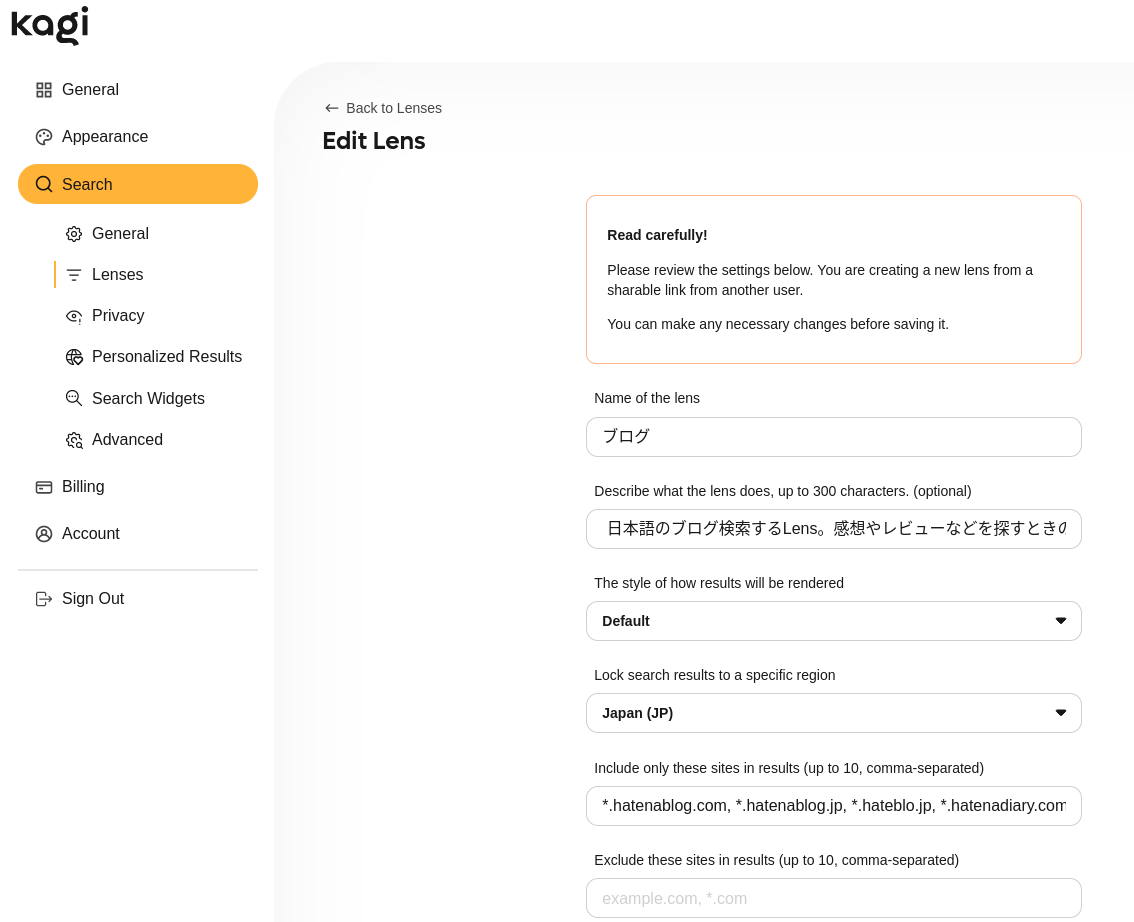 kagi
General
Appearance
Search
General
Lenses
Privacy
Personalized Results
Search Widgets
Advanced
Billing
Account
Sign Out
← Back to Lenses
Edit Lens
Read carefully!
Please review the settings below. You are creating a new lens from a
sharable link from another user.
You can make any necessary changes before saving it.
Name of the lens
ブログ
Describe what the lens does, up to 300 characters. (optional)
日本語のブログ検索するLens。感想やレビューなどを探すときの
The style of how results will be rendered
Default
Lock search results to a specific region
Japan (JP)
Include only these sites in results (up to 10, comma-separated)
*.hatenablog.com, *.hatenablog.jp, *.hateblo.jp, *.hatenadiary.com
Exclude these sites in results (up to 10, comma-separated)
example.com, *.com